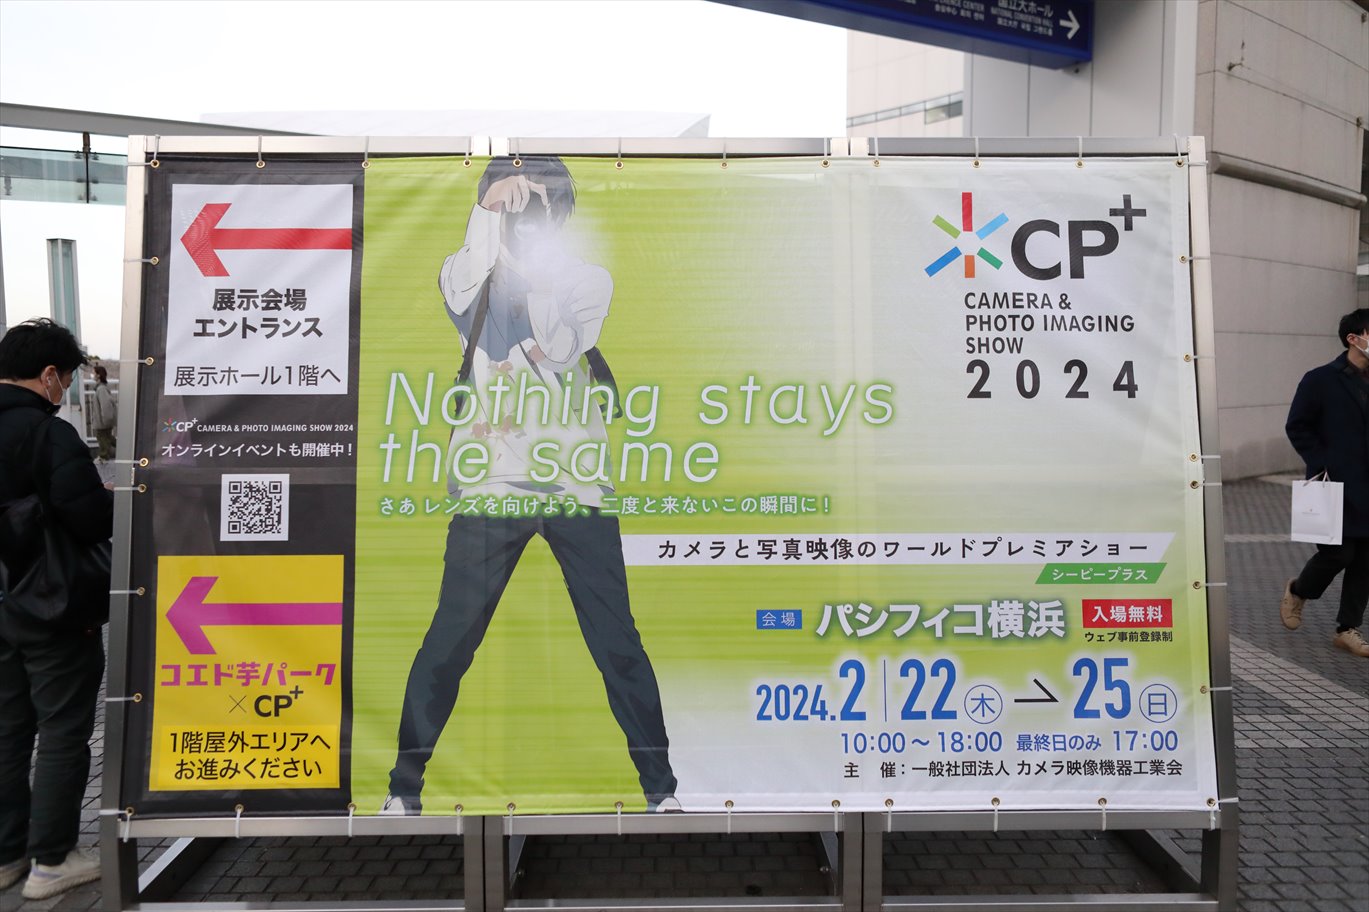 国立大ホール
NATIONAL CONVENTION HALL
展示会場
エントランス
展示ホール1階へ
CP+ CAMERA & PHOTO IMAGING SHOW 2024
オンラインイベントも開催中!
コエド芋パーク
×CP+
1階屋外エリアへ
お進みください
CP+
CAMERA &
PHOTO IMAGING
SHOW
2024
Nothing stays
the same
さあ レンズを向けよう、二度と来ないこの瞬間に!
カメラと写真映像のワールドプレミアショー
シーピープラス
会場 パシフィコ横浜 入場無料
ウェブ事前登録制
2024.2|22(木)→25(日)
10:00～18:00 最終日のみ 17:00
主 催:一般社団法人 カメラ映像機器工業会